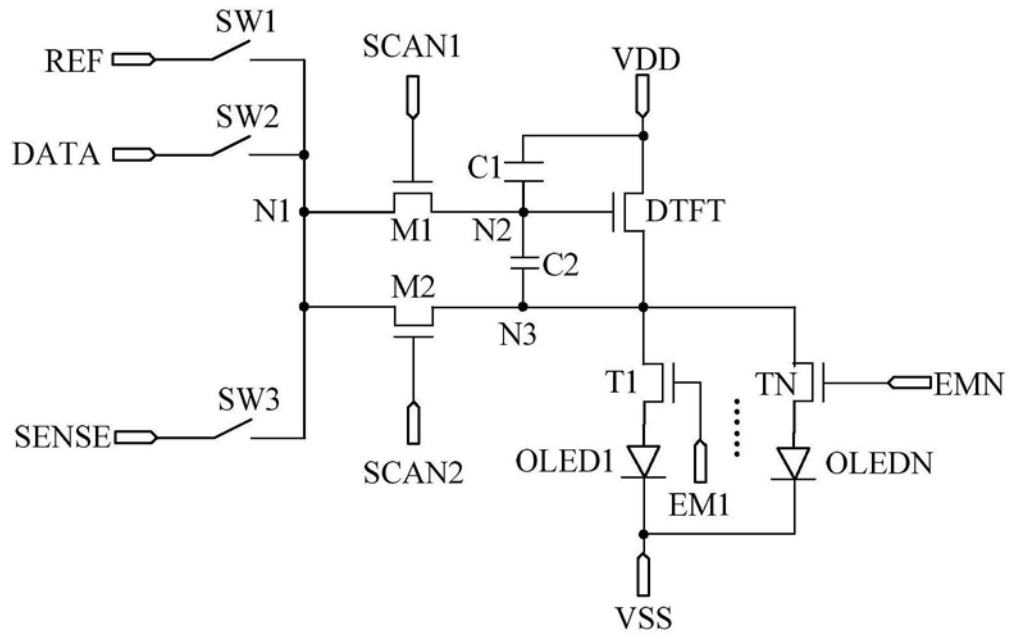 SW1
REF
SCAN1
VDD
SW2
DATA
C1
N1
M1
N2
DTFT
C2
M2
N3
T1
TN
EMN
SW3
SENSE
SCAN2
OLED1
OLEDN
EM1
VSS